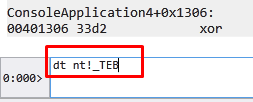 ConsoleApplication4+0x1306:
00401306 33d2 xor
0:000> dt nt!_TEB